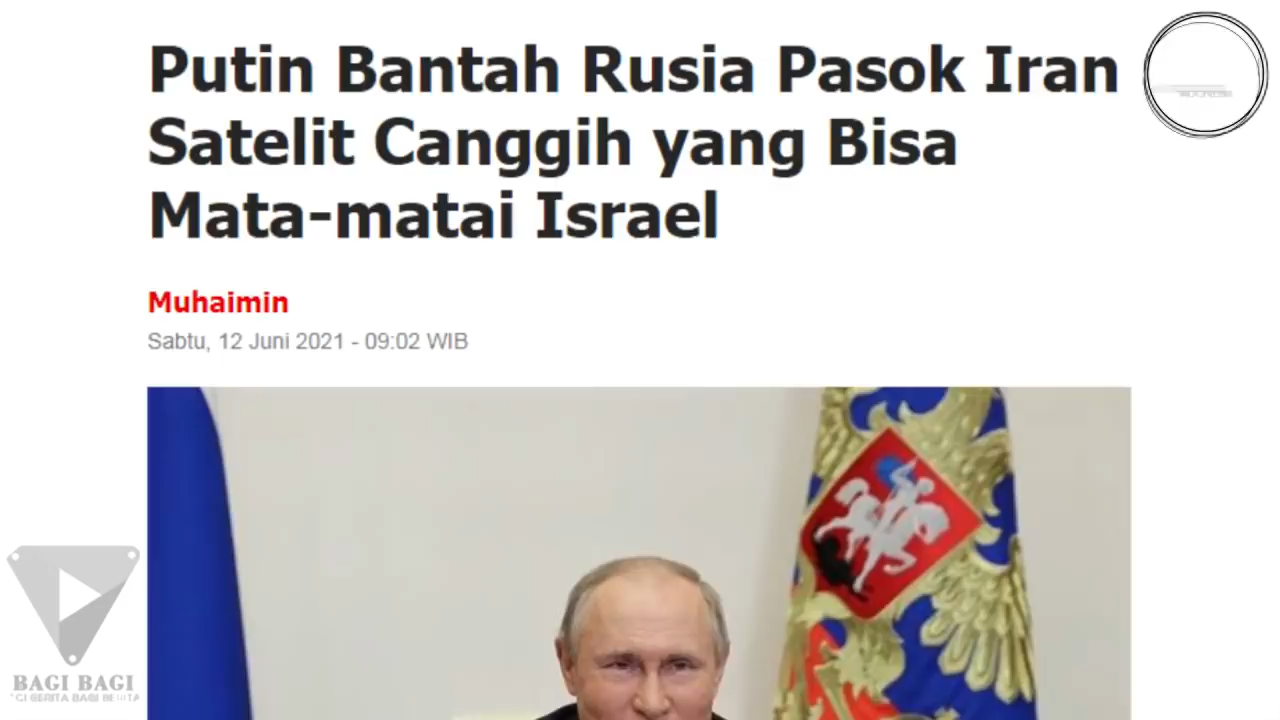 Putin Bantah Rusia Pasok Iran
Satelit Canggih yang Bisa
Mata-matai Israel
Muhaimin
Sabtu, 12 Juni 2021 - 09:02 WIB
BAGI BAGI